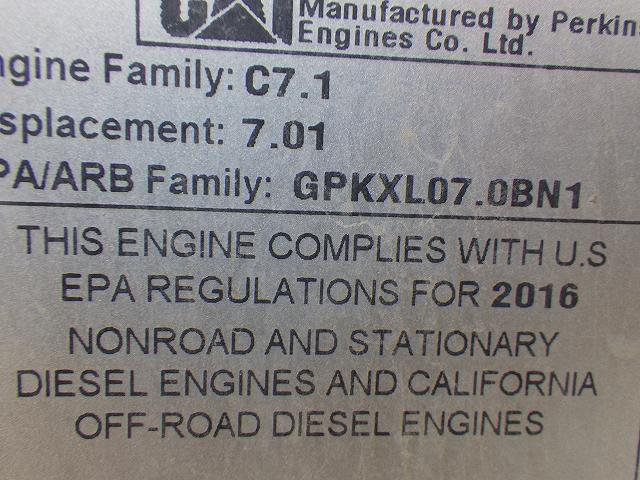 CAT
Manufactured by Perkin
Engines Co. Ltd.
ngine Family: C7.1
splacement: 7.01
PA/ARB Family: GPKXL07.0BN1
THIS ENGINE COMPLIES WITH U.S
EPA REGULATIONS FOR 2016
NONROAD AND STATIONARY
DIESEL ENGINES AND CALIFORNIA
OFF-ROAD DIESEL ENGINES